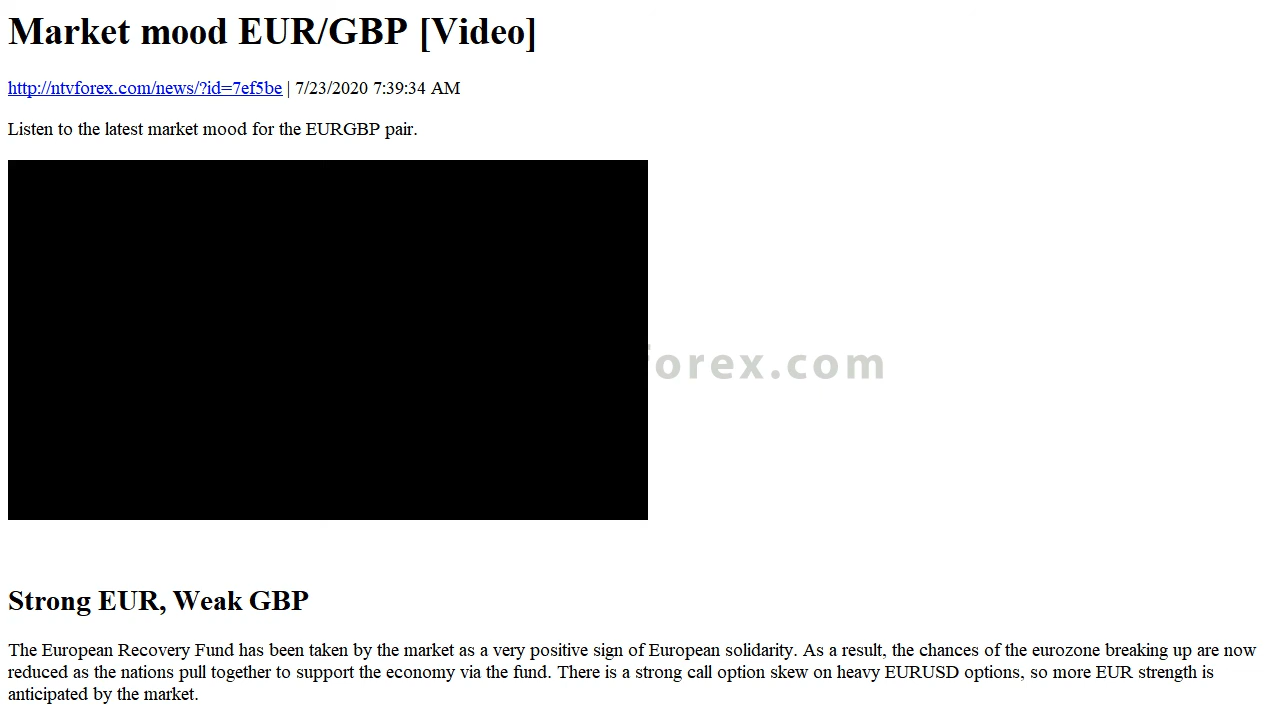 Market mood EUR/GBP [Video]
http://ntvforex.com/news/?id=7ef5be | 7/23/2020 7:39:34 AM
Listen to the latest market mood for the EURGBP pair.
forex.com
Strong EUR, Weak GBP
The European Recovery Fund has been taken by the market as a very positive sign of European solidarity. As a result, the chances of the eurozone breaking up are now
reduced as the nations pull together to support the economy via the fund. There is a strong call option skew on heavy EURUSD options, so more EUR strength is
anticipated by the market.